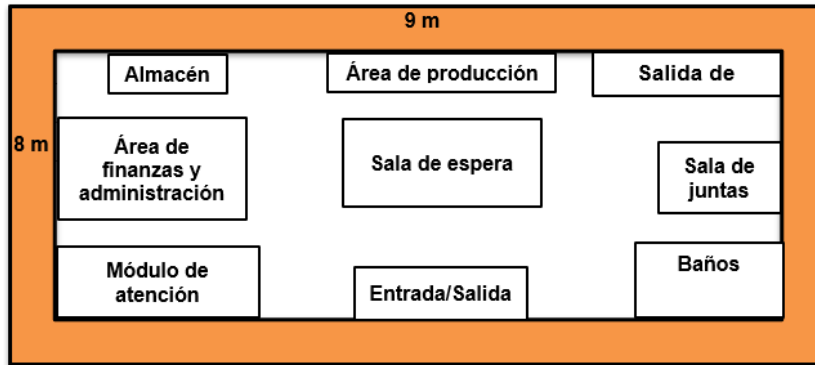 9 m
Almacén
Área de producción
Salida de
8 m
Área de
finanzas y
administración
Sala de espera
Sala de
juntas
Módulo de
atención
Entrada/Salida
Baños